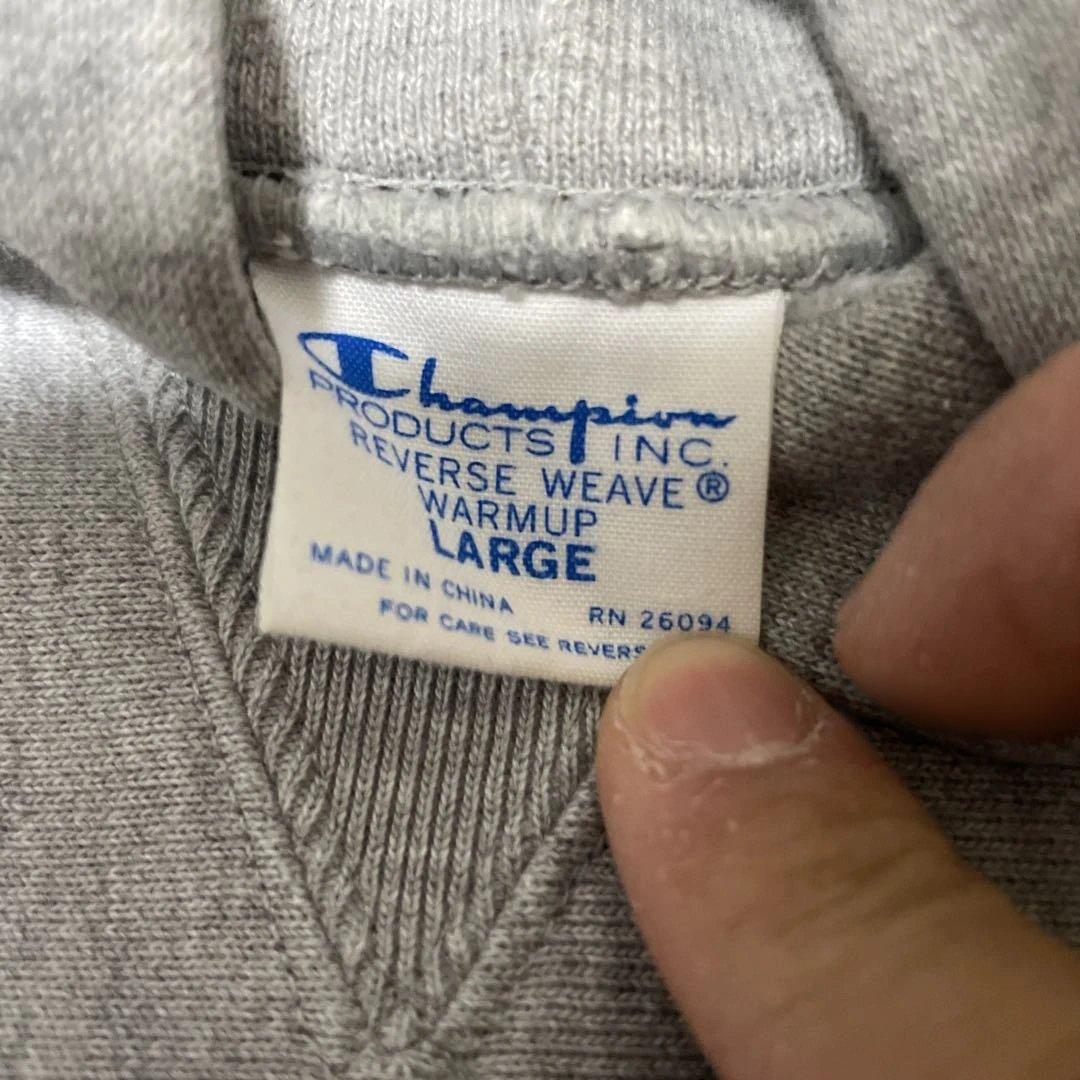 Champion
PRODUCTS INC.
REVERSE WEAVE®
WARMUP
LARGE
MADE IN CHINA
RN 26094
FOR CARE SEE